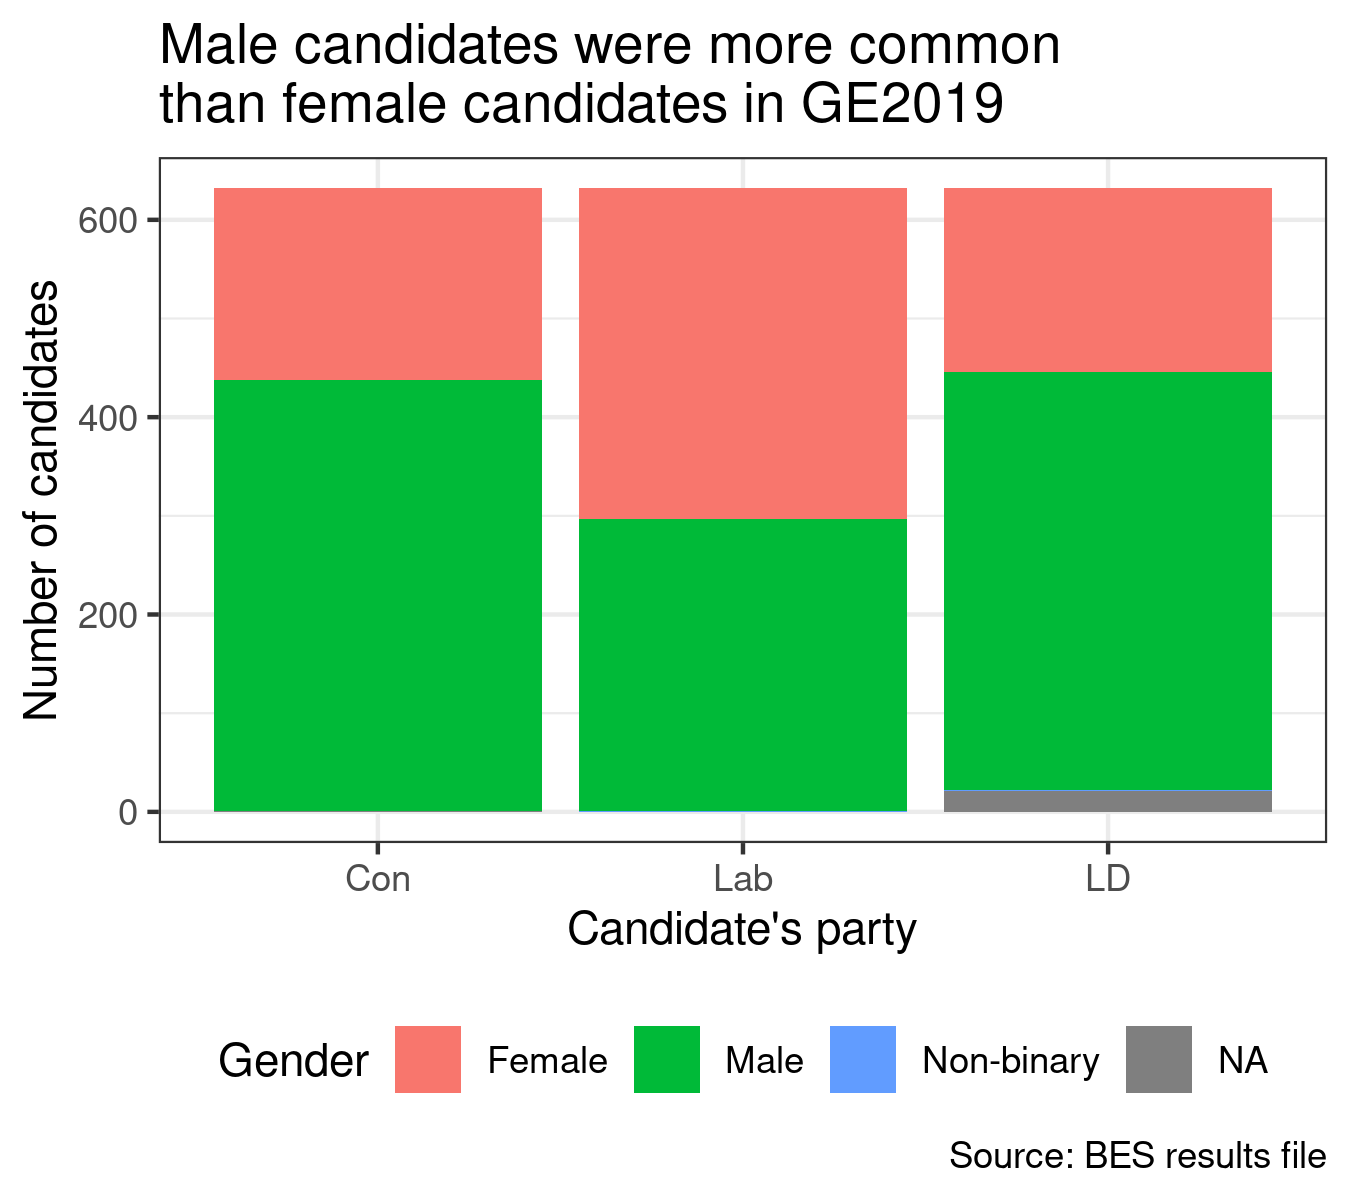 Male candidates were more common
than female candidates in GE2019
Number of candidates
600
400
200
0
Con Lab LD
Candidate's party
Gender Female Male Non-binary NA
Source: BES results file